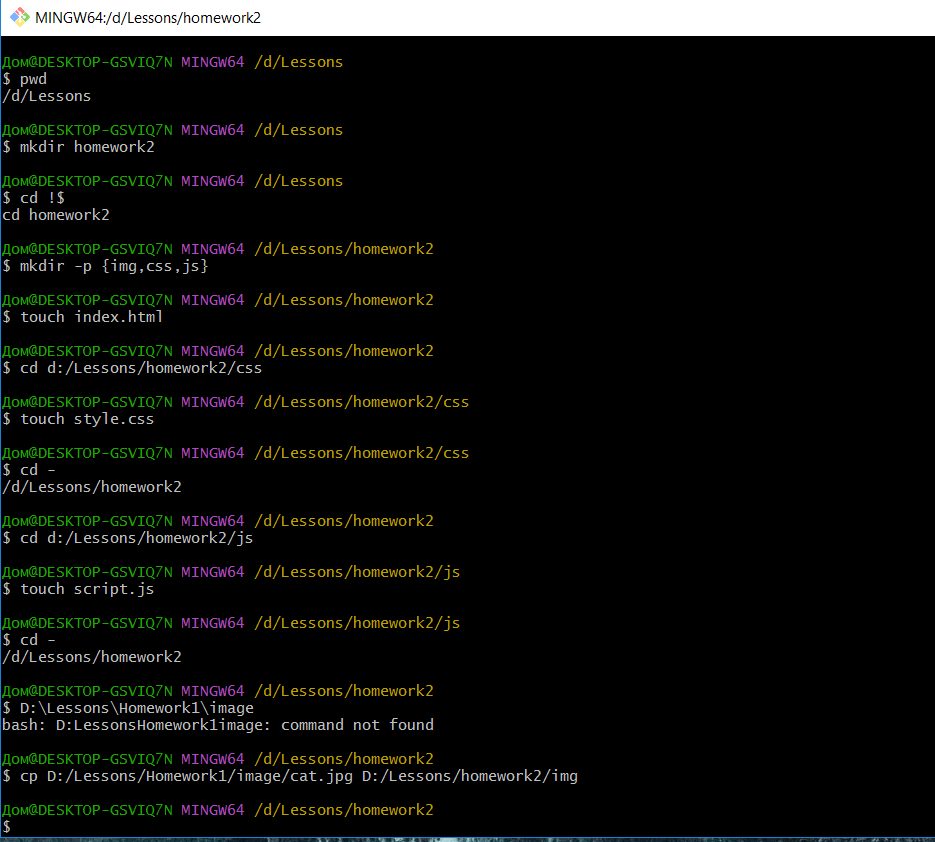 MINGW64:/d/Lessons/homework2
Дом@DESKTOP-GSVIQ7N MINGW64 /d/Lessons
$ pwd
/d/Lessons
Дом@DESKTOP-GSVIQ7N MINGW64 /d/Lessons
$ mkdir homework2
Дом@DESKTOP-GSVIQ7N MINGW64 /d/Lessons
$ cd !$
cd homework2
Дом@DESKTOP-GSVIQ7N MINGW64 /d/Lessons/homework2
$ mkdir -p {img,css,js}
Дом@DESKTOP-GSVIQ7N MINGW64 /d/Lessons/homework2
$ touch index.html
Дом@DESKTOP-GSVIQ7N MINGW64 /d/Lessons/homework2
$ cd d:/Lessons/homework2/css
Дом@DESKTOP-GSVIQ7N MINGW64 /d/Lessons/homework2/css
$ touch style.css
Дом@DESKTOP-GSVIQ7N MINGW64 /d/Lessons/homework2/css
$ cd -
/d/Lessons/homework2
Дом@DESKTOP-GSVIQ7N MINGW64 /d/Lessons/homework2
$ cd d:/Lessons/homework2/js
Дом@DESKTOP-GSVIQ7N MINGW64 /d/Lessons/homework2/js
$ touch script.js
Дом@DESKTOP-GSVIQ7N MINGW64 /d/Lessons/homework2/js
$ cd -
/d/Lessons/homework2
Дом@DESKTOP-GSVIQ7N MINGW64 /d/Lessons/homework2
$ D:\Lessons\Homework1\image
bash: D:LessonsHomework1image: command not found
Дом@DESKTOP-GSVIQ7N MINGW64 /d/Lessons/homework2
$ cp D:/Lessons/Homework1/image/cat.jpg D:/Lessons/homework2/img
Дом@DESKTOP-GSVIQ7N MINGW64 /d/Lessons/homework2
$